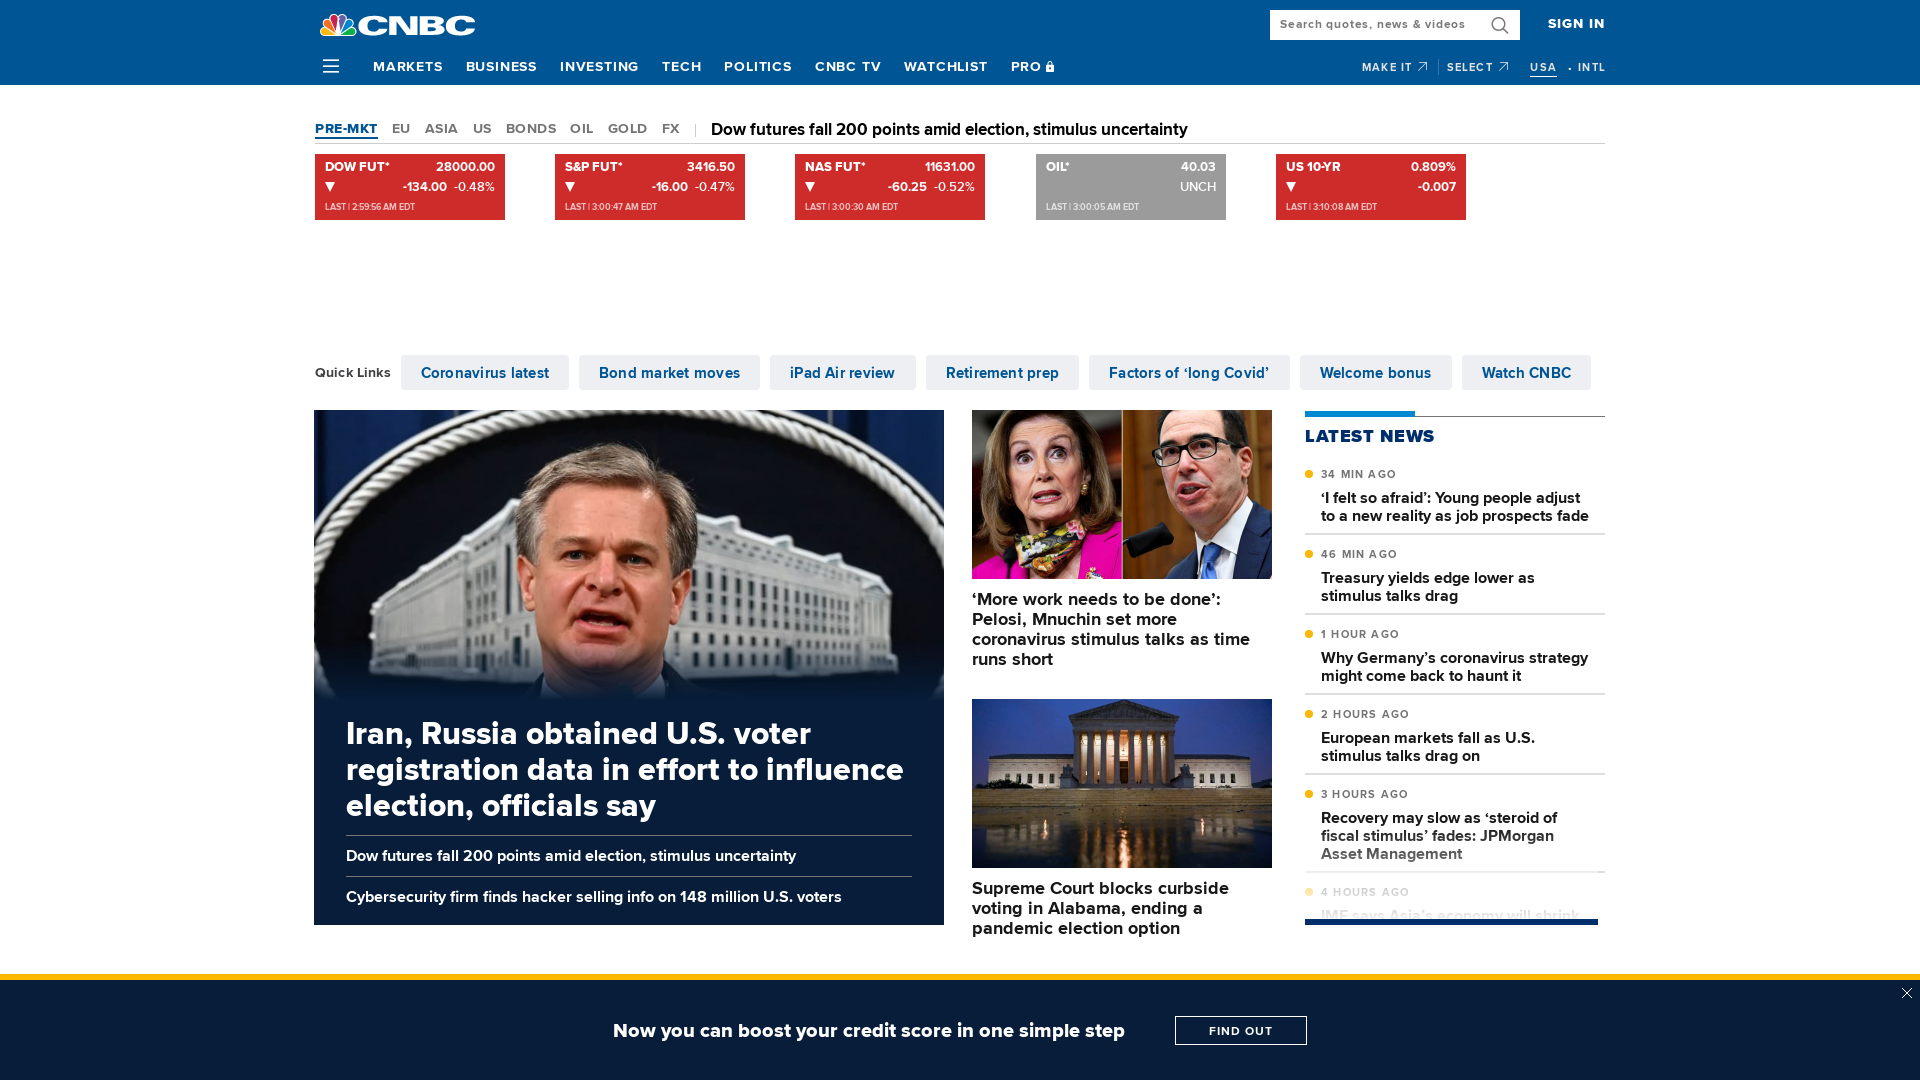 CNBC
Search quotes, news & videos
SIGN IN
MARKETS BUSINESS INVESTING TECH POLITICS CNBC TV WATCHLIST PRO
MAKE IT SELECT USA • INTL
PRE-MKT EU ASIA US BONDS OIL GOLD FX
Dow futures fall 200 points amid election, stimulus uncertainty
DOW FUT* 28000.00
-134.00 -0.48%
LAST | 2:59:56 AM EDT
S&P FUT* 3416.50
-16.00 -0.47%
LAST | 3:00:47 AM EDT
NAS FUT* 11631.00
-60.25 -0.52%
LAST | 3:00:30 AM EDT
OIL* 40.03
UNCH
LAST | 3:00:05 AM EDT
US 10-YR 0.809%
-0.007
LAST | 3:10:08 AM EDT
Quick Links
Coronavirus latest
Bond market moves
iPad Air review
Retirement prep
Factors of ‘long Covid’
Welcome bonus
Watch CNBC
Iran, Russia obtained U.S. voter
registration data in effort to influence
election, officials say
Dow futures fall 200 points amid election, stimulus uncertainty
Cybersecurity firm finds hacker selling info on 148 million U.S. voters
‘More work needs to be done’:
Pelosi, Mnuchin set more
coronavirus stimulus talks as time
runs short
Supreme Court blocks curbside
voting in Alabama, ending a
pandemic election option
LATEST NEWS
34 MIN AGO
‘I felt so afraid’: Young people adjust
to a new reality as job prospects fade
46 MIN AGO
Treasury yields edge lower as
stimulus talks drag
1 HOUR AGO
Why Germany’s coronavirus strategy
might come back to haunt it
2 HOURS AGO
European markets fall as U.S.
stimulus talks drag on
3 HOURS AGO
Recovery may slow as ‘steroid of
fiscal stimulus’ fades: JPMorgan
Asset Management
4 HOURS AGO
IMF says Asia’s economy will shrink
Now you can boost your credit score in one simple step
FIND OUT